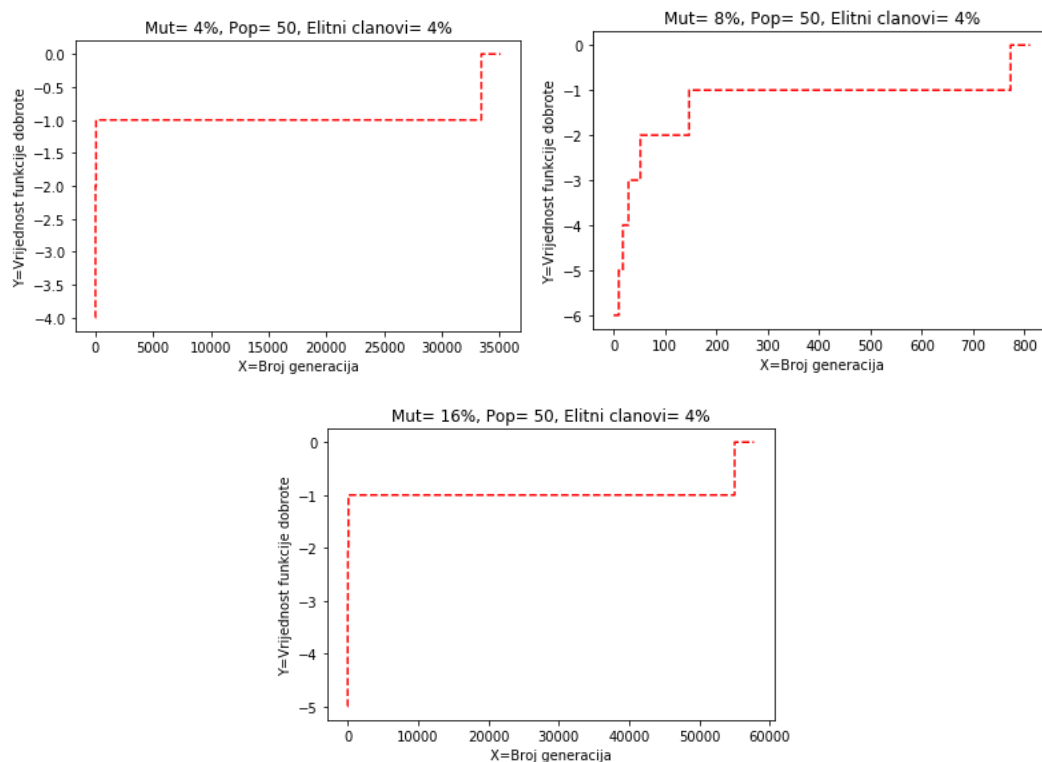 Mut= 4%, Pop= 50, Elitni clanovi= 4%
0.0
−0.5
−1.0
−1.5
−2.0
−2.5
−3.0
−3.5
−4.0
Y=Vrijednost funkcije dobrote
0 5000 10000 15000 20000 25000 30000 35000
X=Broj generacija
Mut= 8%, Pop= 50, Elitni clanovi= 4%
0
−1
−2
−3
−4
−5
−6
Y=Vrijednost funkcije dobrote
0 100 200 300 400 500 600 700 800
X=Broj generacija
Mut= 16%, Pop= 50, Elitni clanovi= 4%
0
−1
−2
−3
−4
−5
Y=Vrijednost funkcije dobrote
0 10000 20000 30000 40000 50000 60000
X=Broj generacija